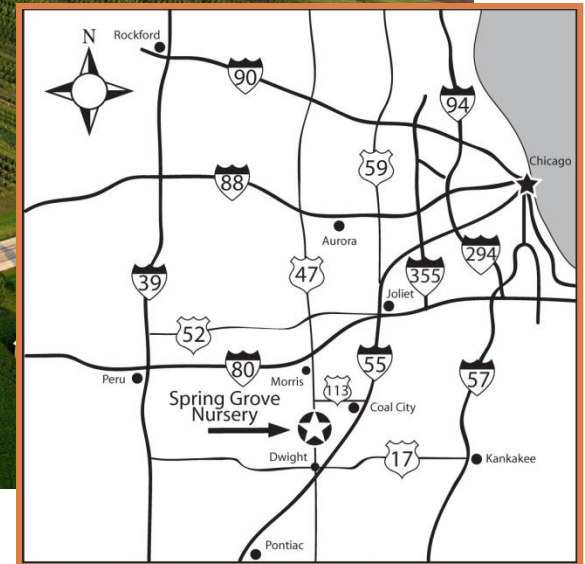 N
Rockford
90
94
59
Chicago
88
Aurora
294
39
47
355
Joliet
52
80
55
Peru
Morris
113
57
Spring Grove
Nursery
Coal City
Dwight
17
Kankakee
Pontiac